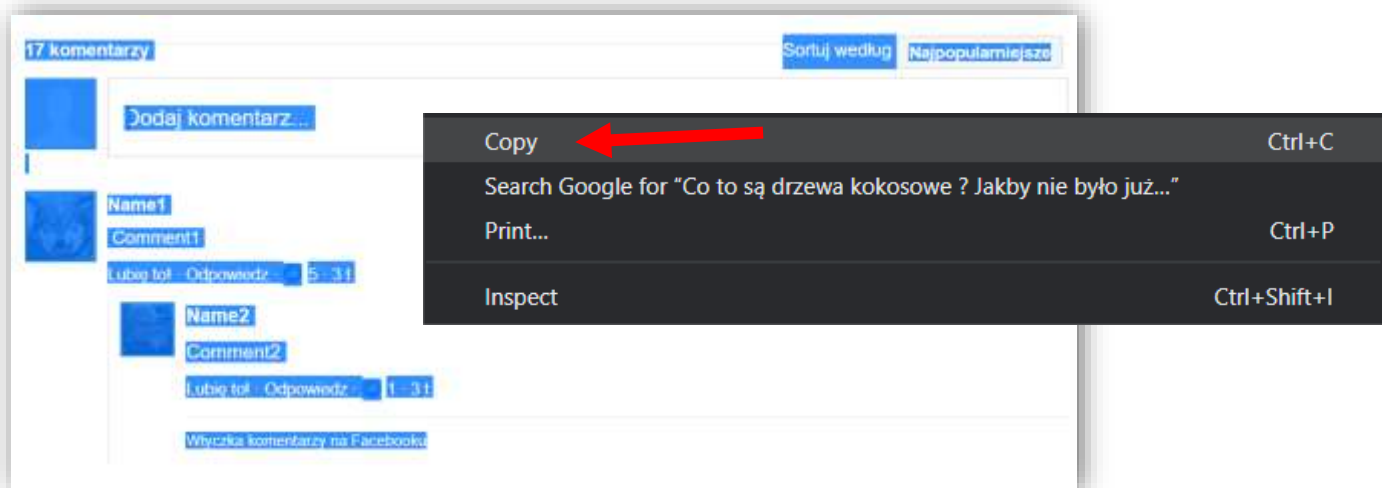 17 komentarzy
Sortuj według Najpopularniejsze
Dodaj komentarz...
Copy Ctrl+C
Search Google for “Co to są drzewa kokosowe ? Jakby nie było już...”
Print... Ctrl+P
Inspect Ctrl+Shift+I
Name1
Comment1
Lubię to! · Odpowiedz · 5 · 3 t
Name2
Comment2
Lubię to! · Odpowiedz · 1 · 3 t
Wtyczka komentarzy na Facebooku